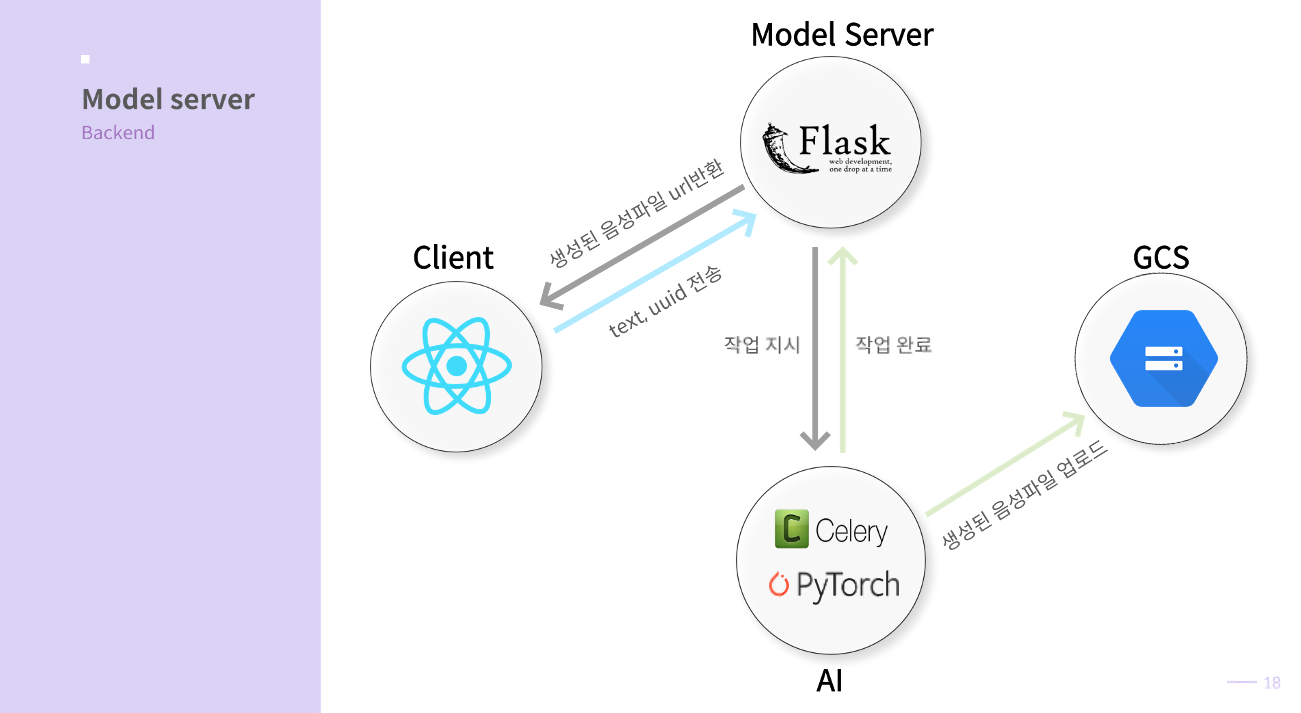 Model server
Backend
Model Server
Flask
web development,
one drop at a time
생성된 음성파일 url반환
text, uuid 전송
Client
GCS
작업 지시
작업 완료
생성된 음성파일 업로드
C Celery
PyTorch
AI
18